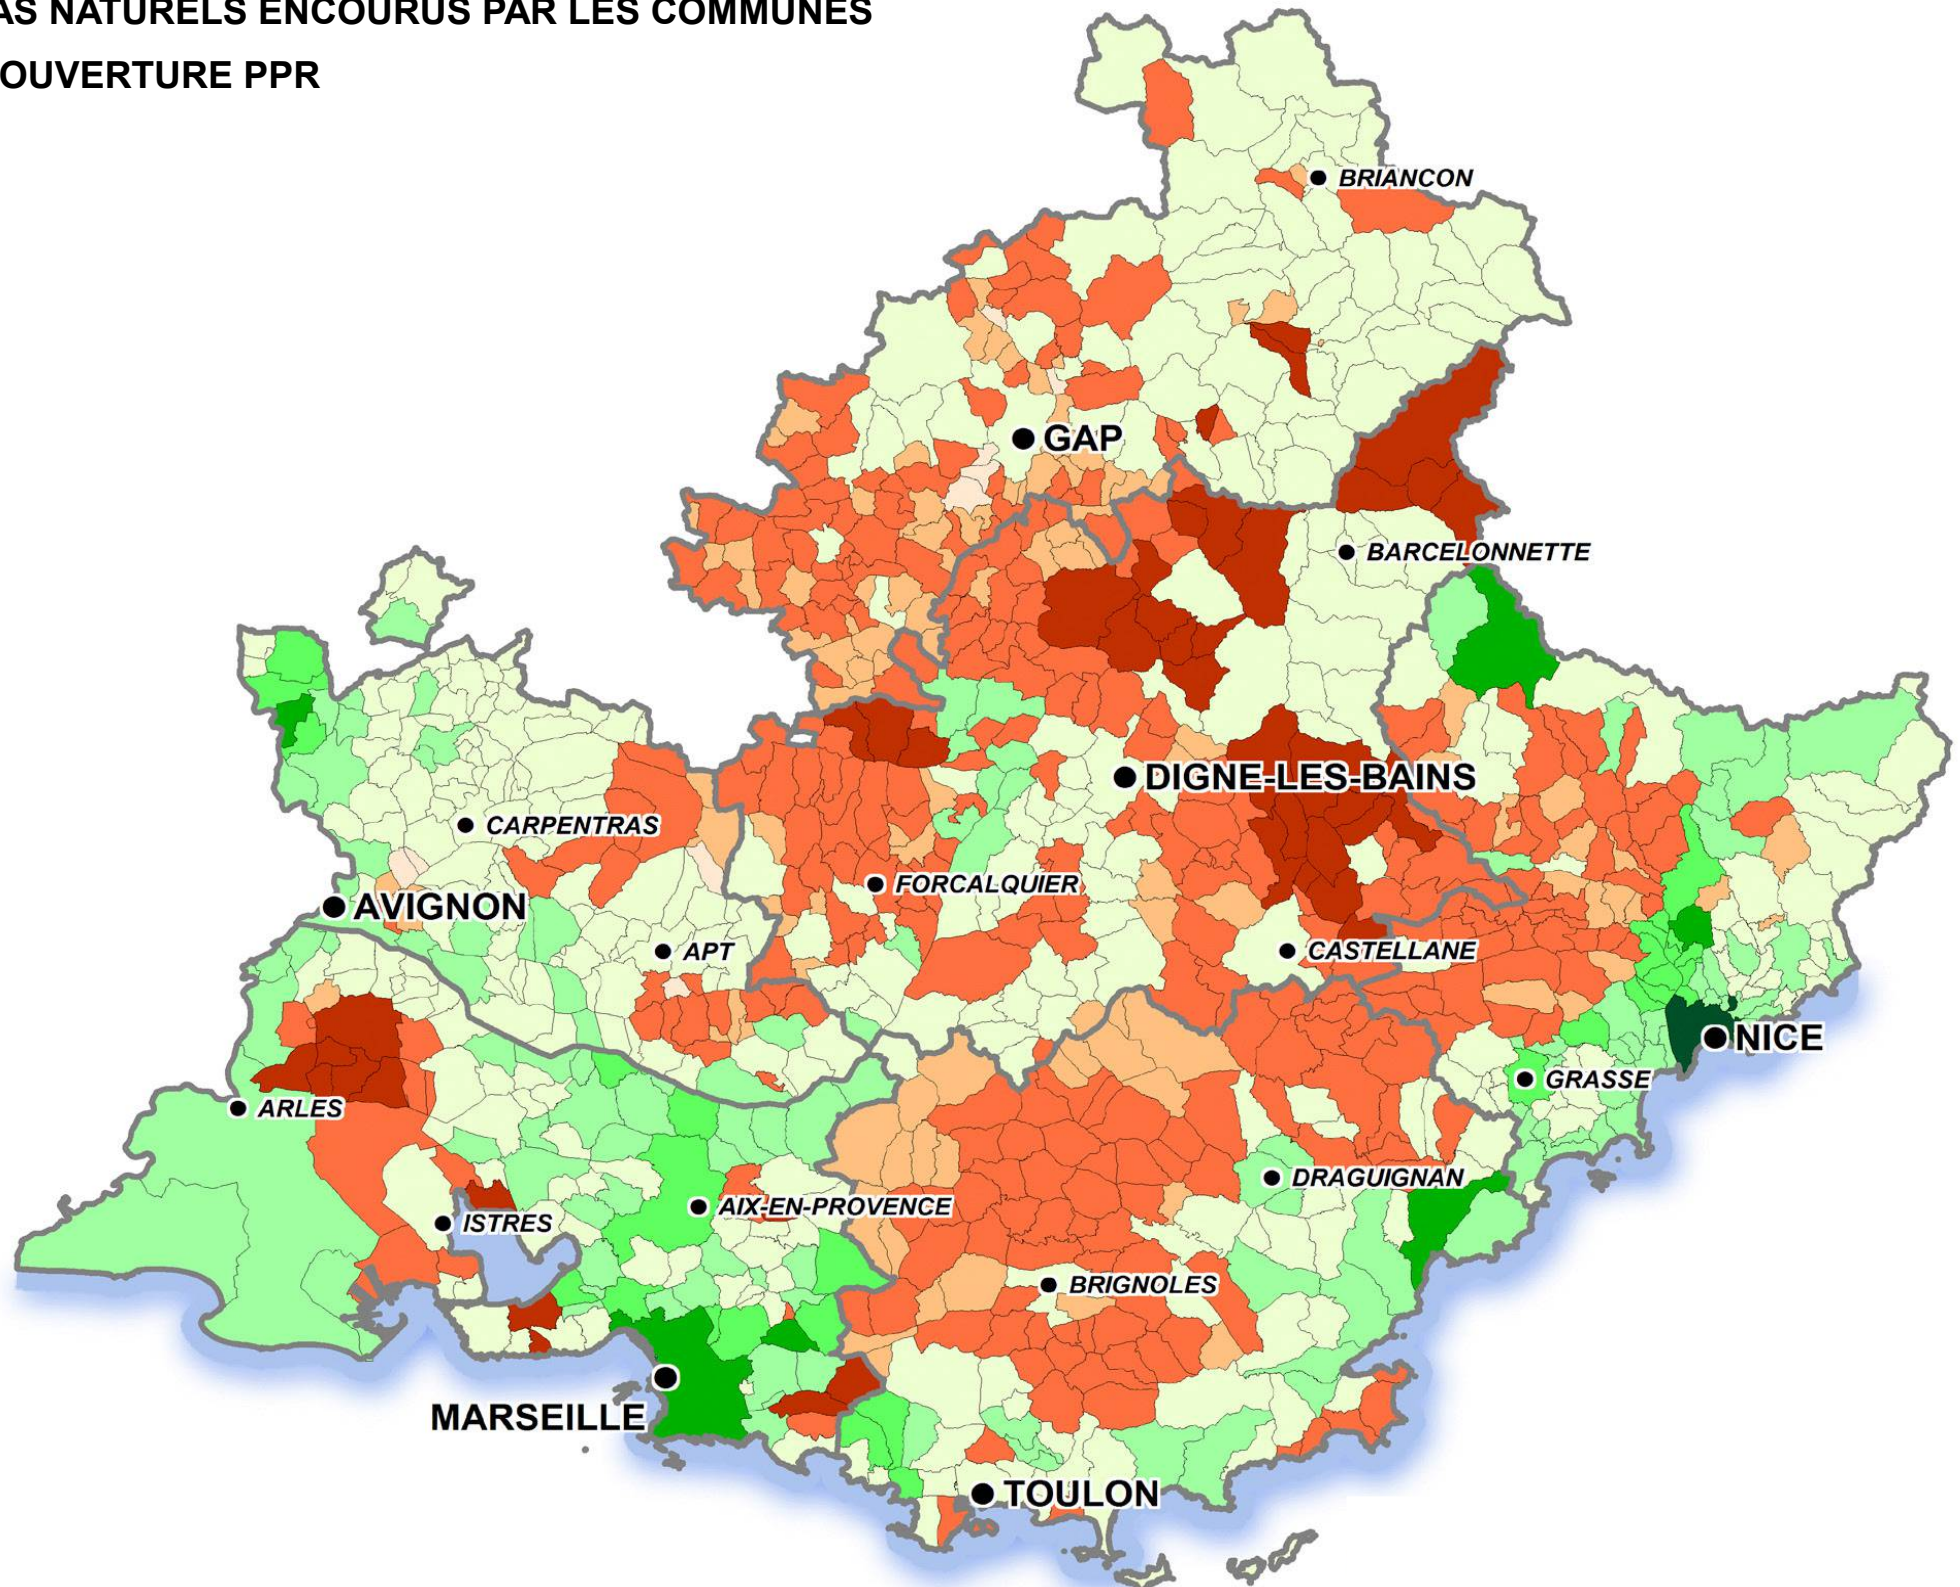 AS NATURELS ENCOURUS PAR LES COMMUNES
OUVERTURE PPR
BRIANCON
GAP
BARCELONNETTE
DIGNE-LES-BAINS
CARPENTRAS
FORCALQUIER
AVIGNON
APT
CASTELLANE
NICE
GRASSE
ARLES
DRAGUIGNAN
AIX-EN-PROVENCE
ISTRES
BRIGNOLES
MARSEILLE
TOULON